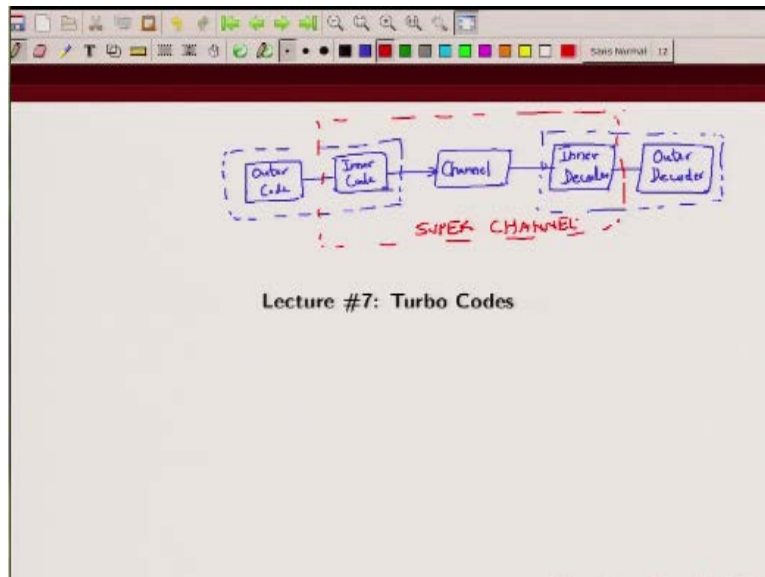 T
Sans Normal 12
Outer Code Inner Code Channel Inner Decoder Outer Decoder
SUPER CHANNEL
Lecture #7: Turbo Codes